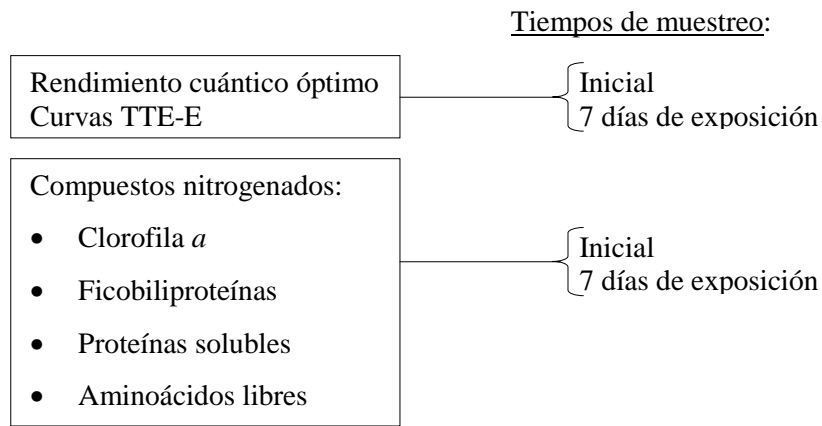 Tiempos de muestreo:
Rendimiento cuántico óptimo
Curvas TTE-E
Inicial
7 días de exposición
Compuestos nitrogenados:
• Clorofila a
• Ficobiliproteínas
• Proteínas solubles
• Aminoácidos libres
Inicial
7 días de exposición